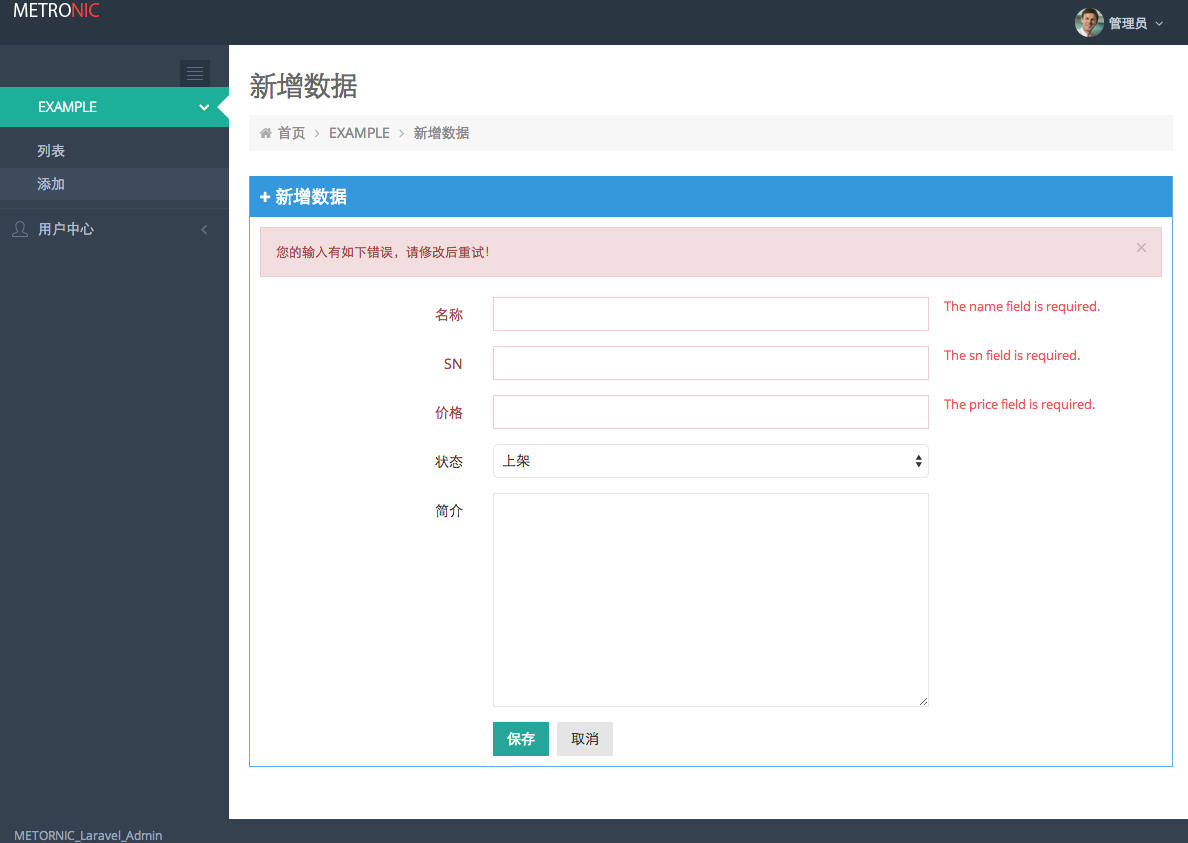 METRONIC
管理员
EXAMPLE
列表
添加
用户中心
新增数据
首页 > EXAMPLE > 新增数据
新增数据
您的输入有如下错误，请修改后重试！
名称
The name field is required.
SN
The sn field is required.
价格
The price field is required.
状态
上架
简介
保存 取消
METORNIC_Laravel_Admin